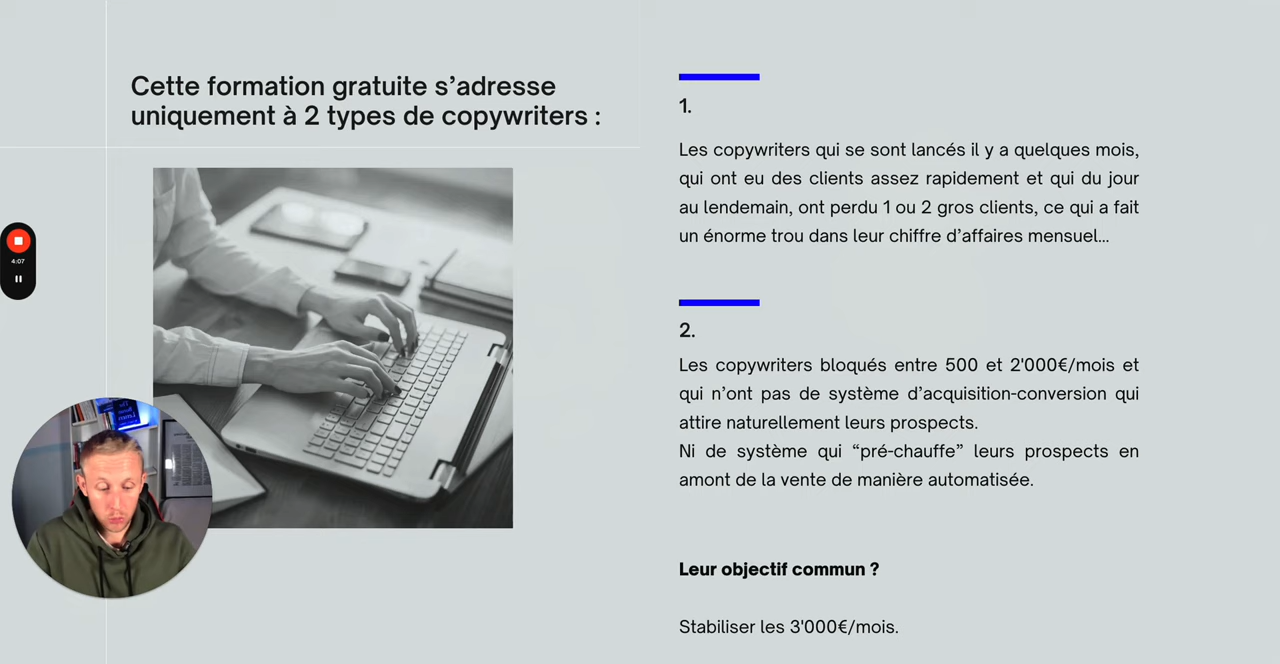 Cette formation gratuite s’adresse
uniquement à 2 types de copywriters :
4:07
1.
Les copywriters qui se sont lancés il y a quelques mois,
qui ont eu des clients assez rapidement et qui du jour
au lendemain, ont perdu 1 ou 2 gros clients, ce qui a fait
un énorme trou dans leur chiffre d’affaires mensuel...
2.
Les copywriters bloqués entre 500 et 2'000€/mois et
qui n’ont pas de système d’acquisition-conversion qui
attire naturellement leurs prospects.
Ni de système qui “pré-chauffe” leurs prospects en
amont de la vente de manière automatisée.
Leur objectif commun ?
Stabiliser les 3'000€/mois.